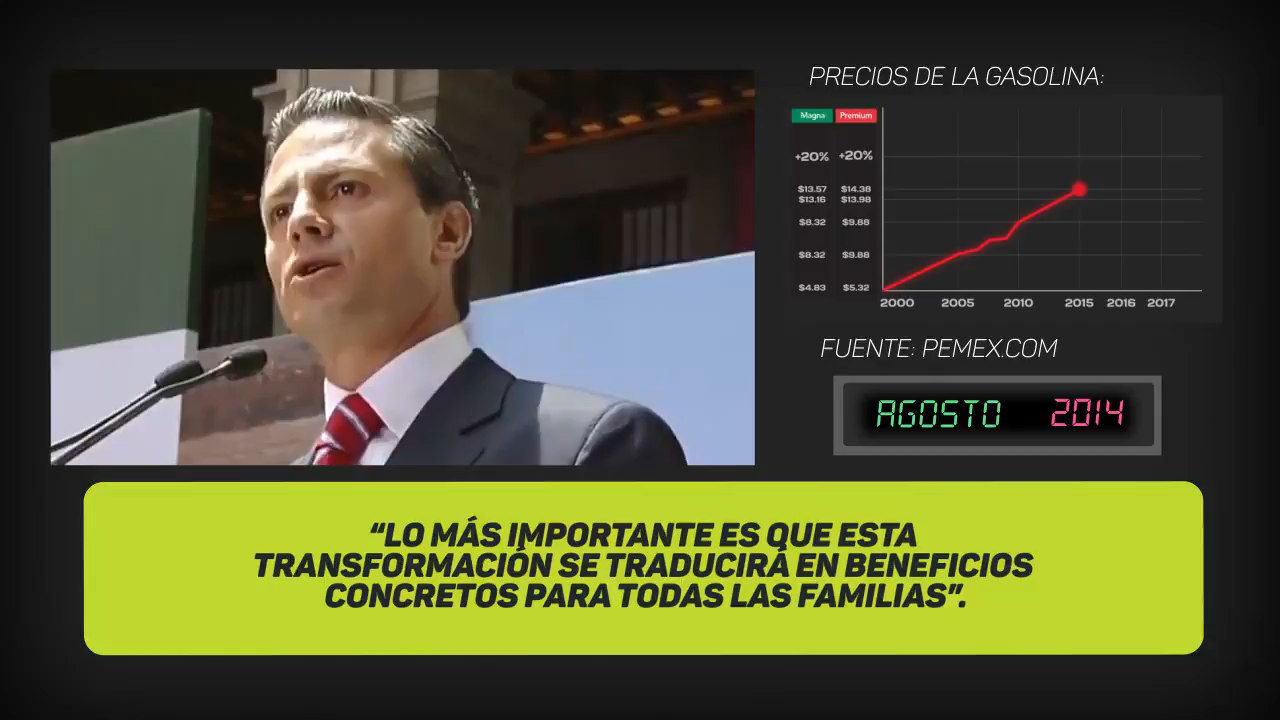 PRECIOS DE LA GASOLINA:
Magna Premium
+20% +20%
$13.57 $14.38
$13.16 $13.98
$8.32 $9.88
$8.32 $9.88
$4.83 $5.32
2000 2005 2010 2015 2016 2017
FUENTE: PEMEX.COM
AGOSTO 2014
“LO MÁS IMPORTANTE ES QUE ESTA
TRANSFORMACIÓN SE TRADUCIRÁ EN BENEFICIOS
CONCRETOS PARA TODAS LAS FAMILIAS”.